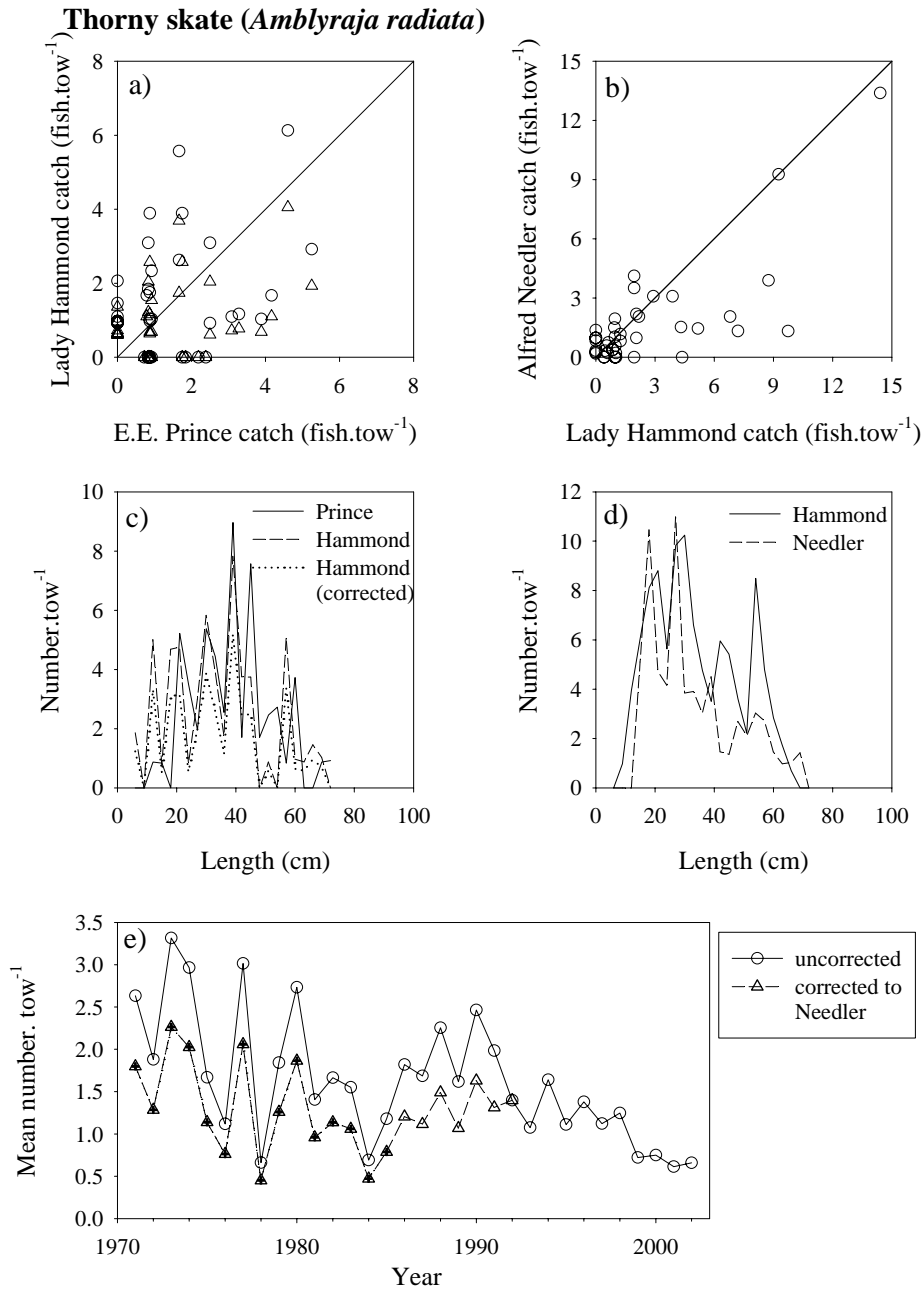 Thorny skate (Amblyraja radiata)
a)
Lady Hammond catch (fish.tow⁻¹)
8
6
4
2
0
0 2 4 6 8
E.E. Prince catch (fish.tow⁻¹)
b)
Alfred Needler catch (fish.tow⁻¹)
15
12
9
6
3
0
0 3 6 9 12 15
Lady Hammond catch (fish.tow⁻¹)
c)
Prince
Hammond
Hammond
(corrected)
Number.tow⁻¹
10
8
6
4
2
0
0 20 40 60 80 100
Length (cm)
d)
Hammond
Needler
Number.tow⁻¹
12
10
8
6
4
2
0
0 20 40 60 80 100
Length (cm)
e)
Mean number. tow⁻¹
3.5
3.0
2.5
2.0
1.5
1.0
0.5
0.0
1970 1980 1990 2000
Year
uncorrected
corrected to
Needler